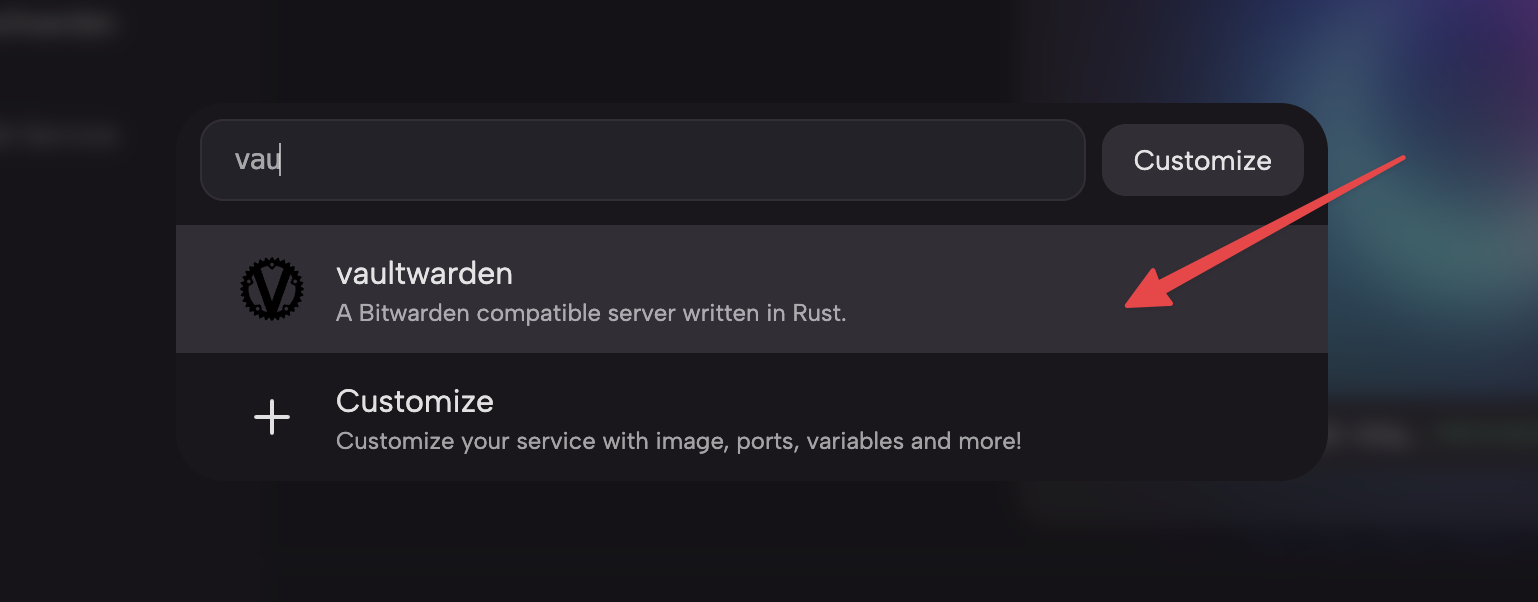 vau
Customize
vaultwarden
A Bitwarden compatible server written in Rust.
Customize
Customize your service with image, ports, variables and more!